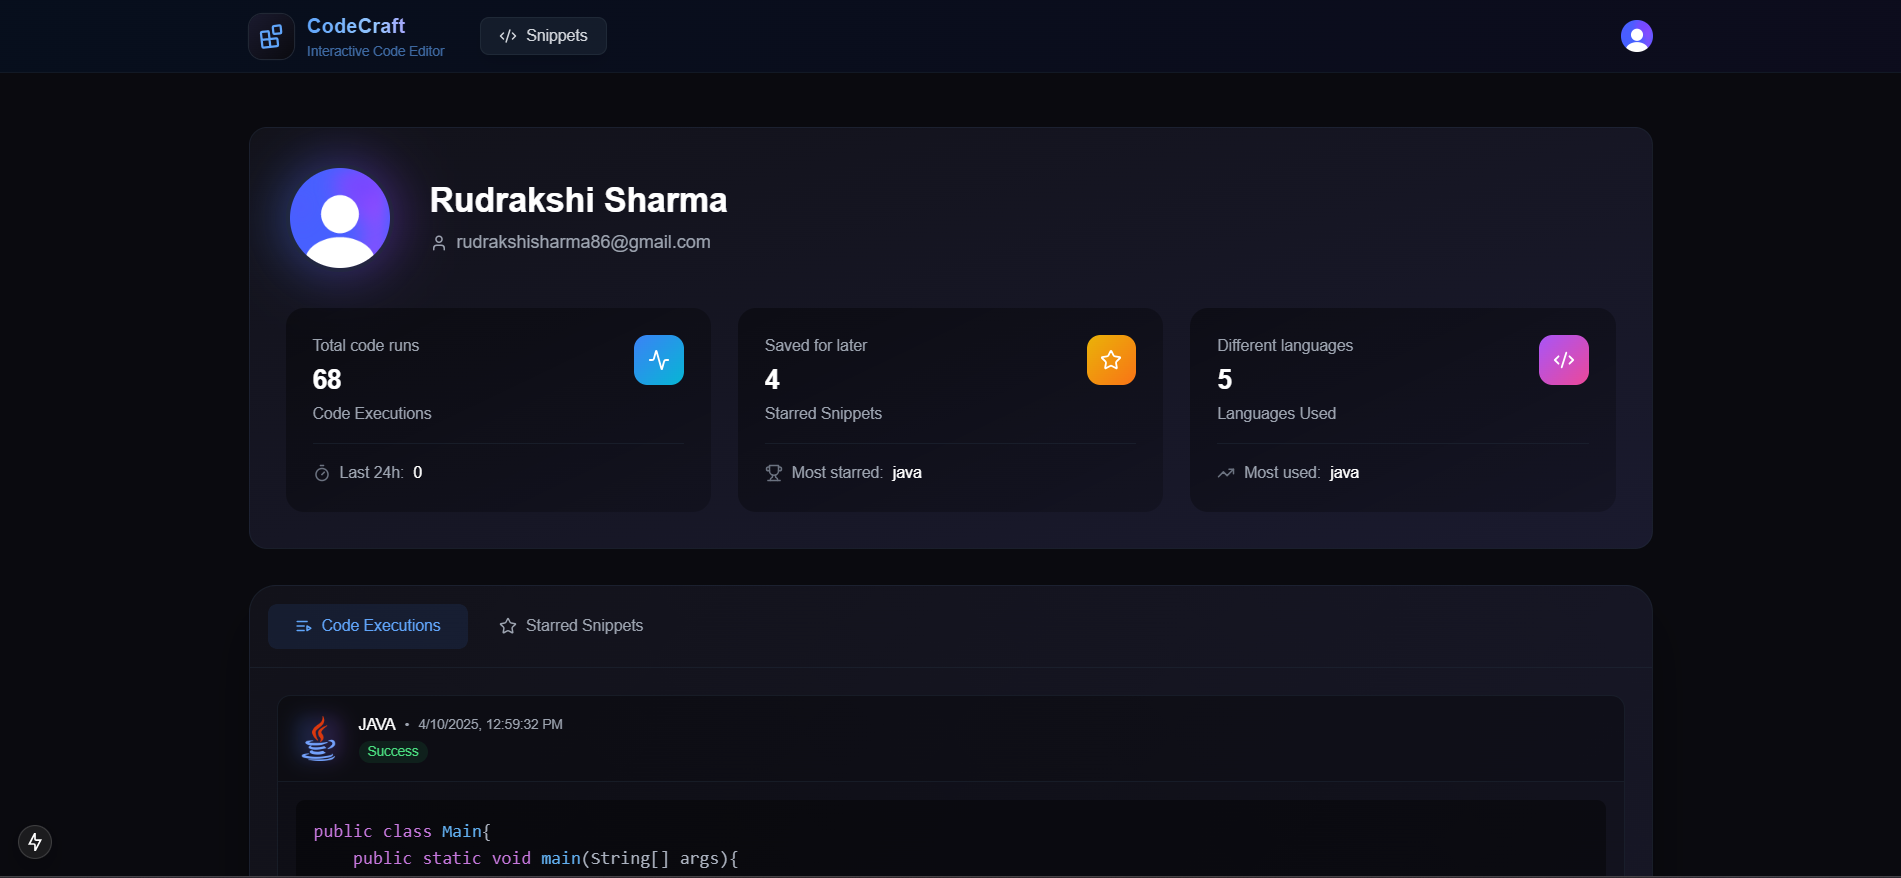 CodeCraft
Interactive Code Editor
Snippets
Rudrakshi Sharma
rudrakshisharma86@gmail.com
Total code runs
68
Code Executions
Last 24h: 0
Saved for later
4
Starred Snippets
Most starred: java
Different languages
5
Languages Used
Most used: java
Code Executions
Starred Snippets
JAVA • 4/10/2025, 12:59:32 PM
Success
public class Main{
    public static void main(String[] args){